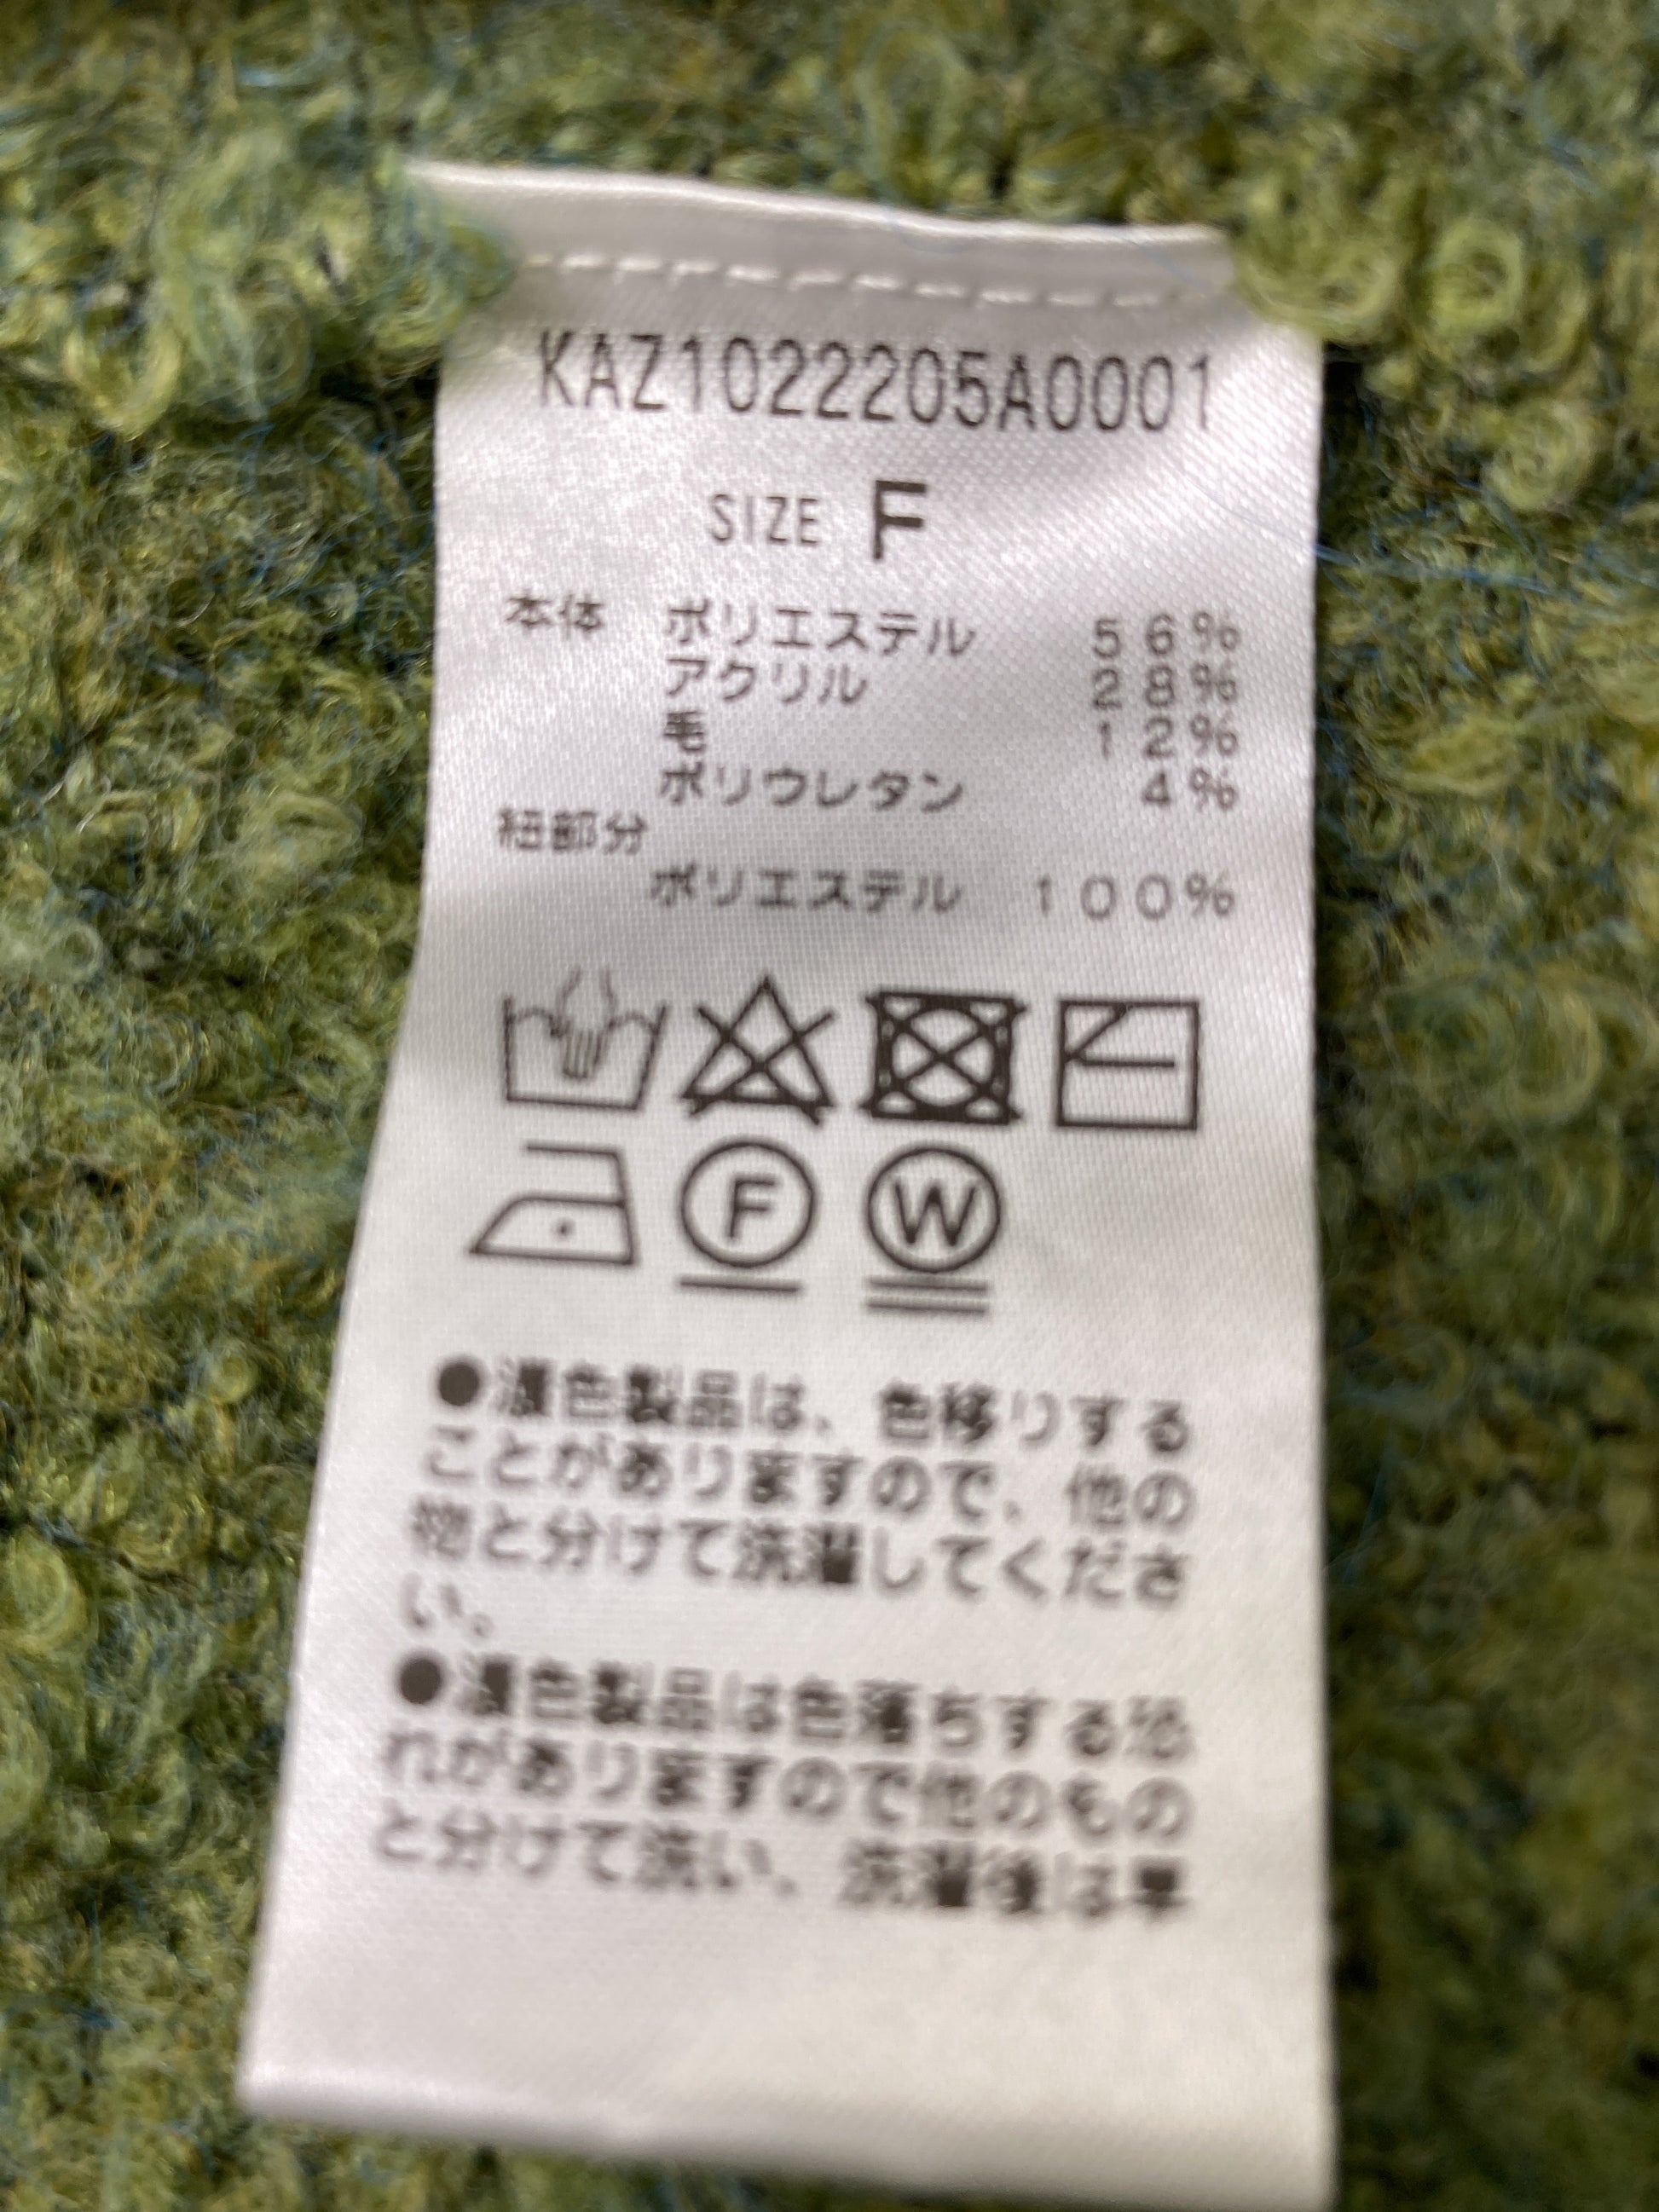 KAZ1022205A0001
SIZE F
本体 ポリエステル 56%
アクリル 28%
毛 12%
ポリウレタン 4%
紐部分
ポリエステル 100%
F W
●濃色製品は、色移りする
ことがありますので、他の
物と分けて洗濯してくださ
い。
●濃色製品は色落ちする恐
れがありますので他のもの
と分けて洗い、洗濯後は早